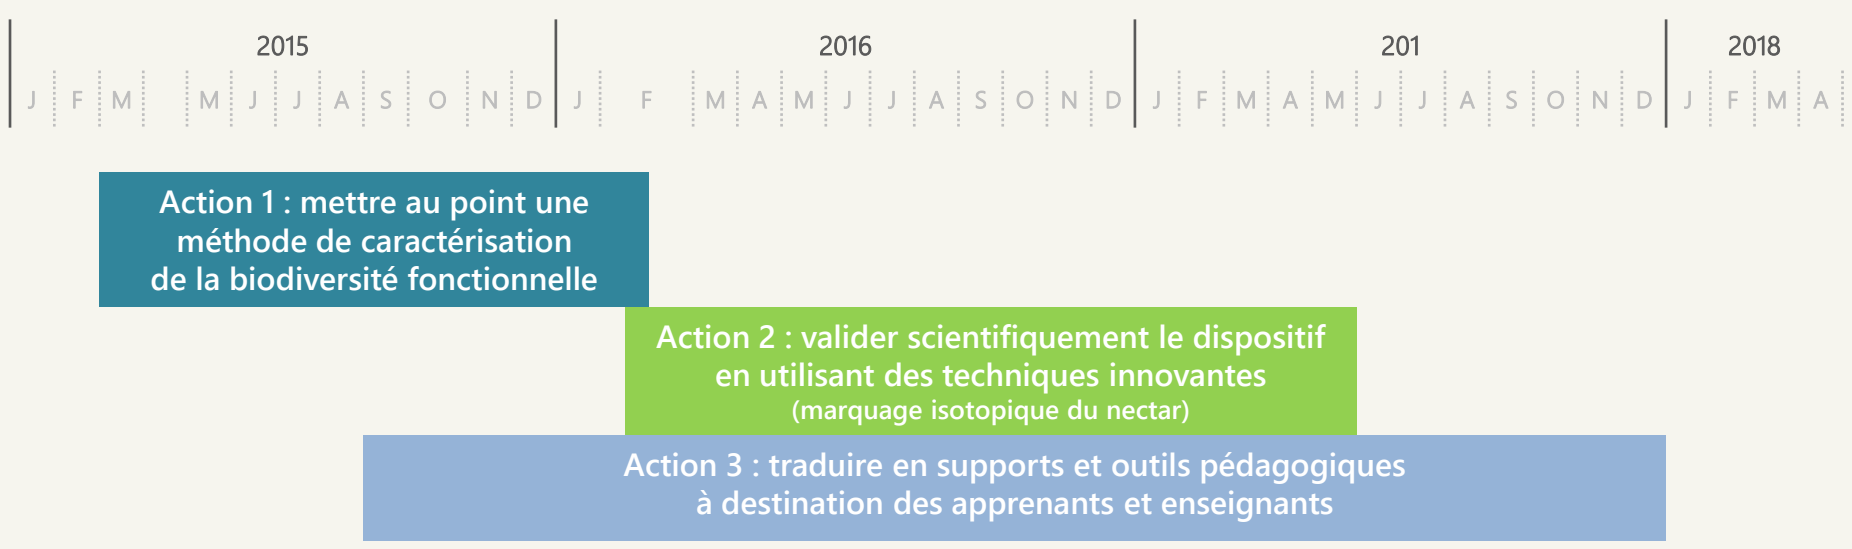 2015 2016 201 2018
J F M M J J A S O N D J F M A M J J A S O N D J F M A M J J A S O N D J F M A
Action 1 : mettre au point une
méthode de caractérisation
de la biodiversité fonctionnelle
Action 2 : valider scientifiquement le dispositif
en utilisant des techniques innovantes
(marquage isotopique du nectar)
Action 3 : traduire en supports et outils pédagogiques
à destination des apprenants et enseignants